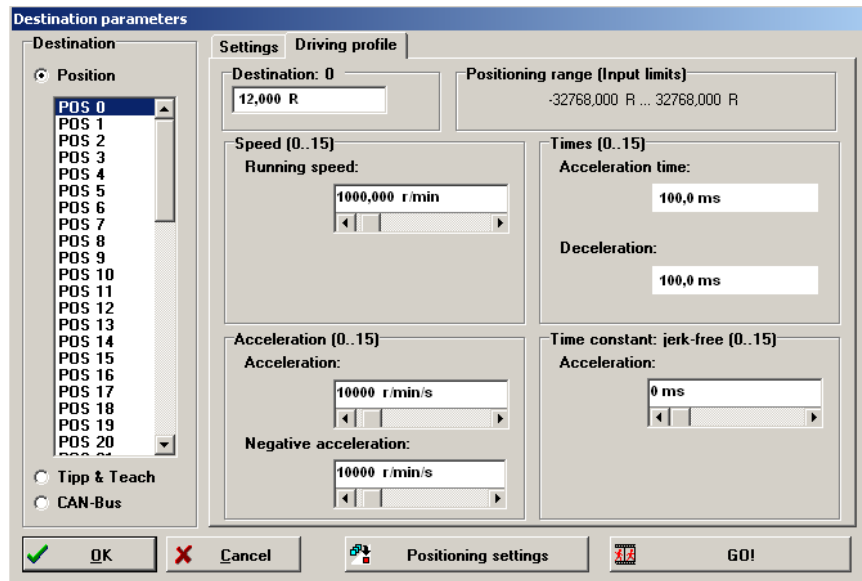 Destination parameters
Destination
Position
POS 0
POS 1
POS 2
POS 3
POS 4
POS 5
POS 6
POS 7
POS 8
POS 9
POS 10
POS 11
POS 12
POS 13
POS 14
POS 15
POS 16
POS 17
POS 18
POS 19
POS 20
Tipp & Teach
CAN-Bus
Settings
Driving profile
Destination: 0
12,000 R
Positioning range (Input limits)
-32768,000 R ... 32768,000 R
Speed (0..15)
Running speed:
1000,000 r/min
Times (0..15)
Acceleration time:
100,0 ms
Deceleration:
100,0 ms
Acceleration (0..15)
Acceleration:
10000 r/min/s
Negative acceleration:
10000 r/min/s
Time constant: jerk-free (0..15)
Acceleration:
0 ms
OK
Cancel
Positioning settings
GO!